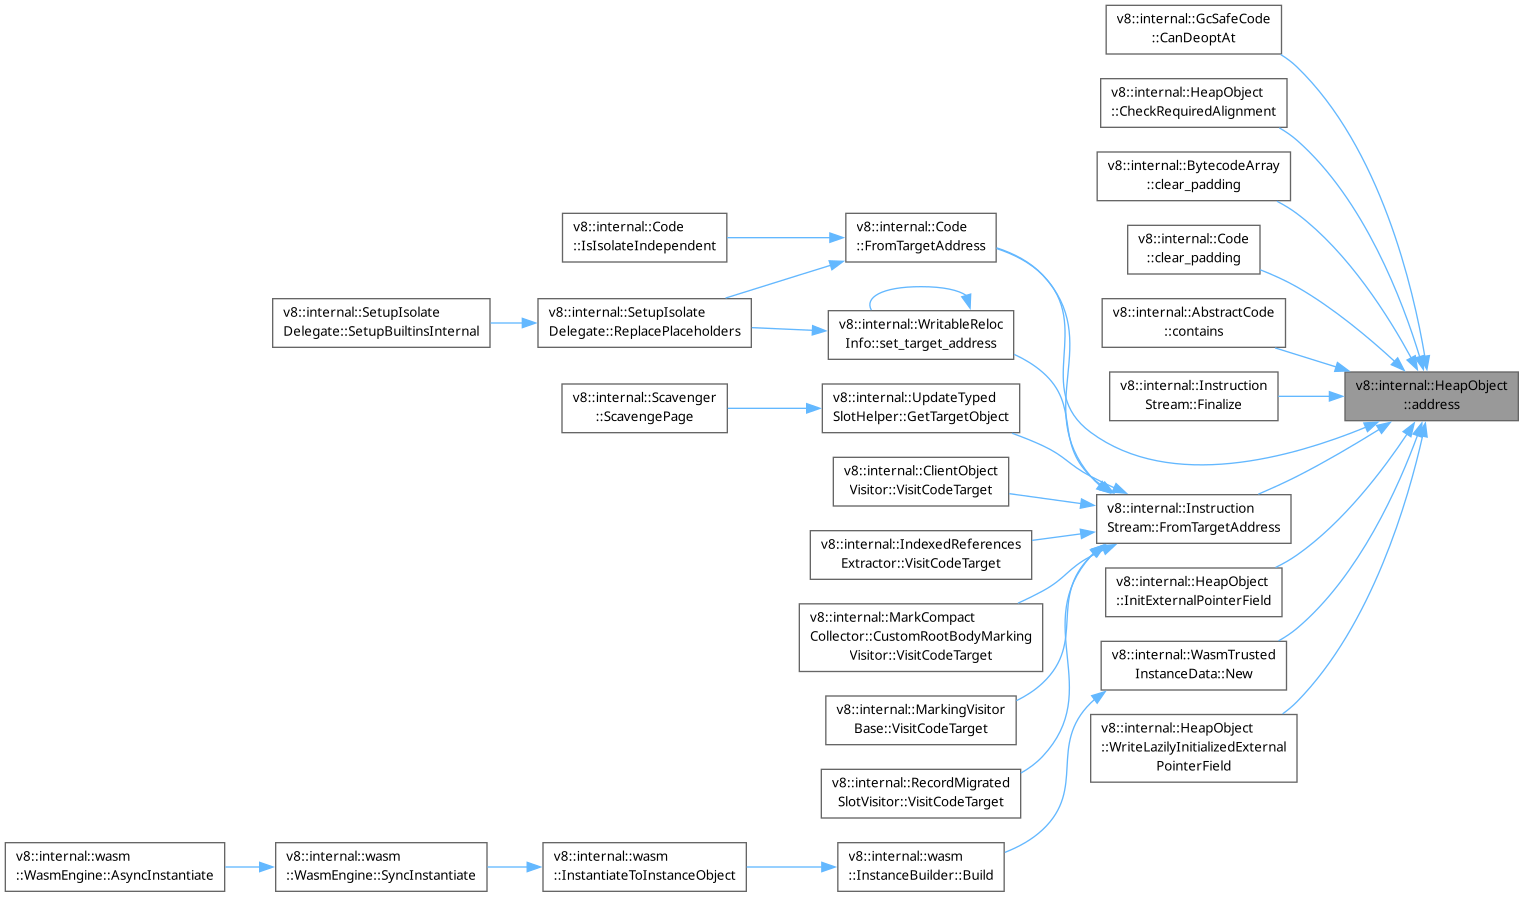 v8::internal::GcSafeCode
::CanDeoptAt
v8::internal::HeapObject
::CheckRequiredAlignment
v8::internal::BytecodeArray
::clear_padding
v8::internal::Code
::IsIsolateIndependent
v8::internal::Code
::FromTargetAddress
v8::internal::Code
::clear_padding
v8::internal::SetupIsolate
Delegate::SetupBuiltinsInternal
v8::internal::SetupIsolate
Delegate::ReplacePlaceholders
v8::internal::WritableReloc
Info::set_target_address
v8::internal::AbstractCode
::contains
v8::internal::Instruction
Stream::Finalize
v8::internal::HeapObject
::address
v8::internal::Scavenger
::ScavengePage
v8::internal::UpdateTyped
SlotHelper::GetTargetObject
v8::internal::ClientObject
Visitor::VisitCodeTarget
v8::internal::Instruction
Stream::FromTargetAddress
v8::internal::IndexedReferences
Extractor::VisitCodeTarget
v8::internal::HeapObject
::InitExternalPointerField
v8::internal::MarkCompact
Collector::CustomRootBodyMarking
Visitor::VisitCodeTarget
v8::internal::WasmTrusted
InstanceData::New
v8::internal::MarkingVisitor
Base::VisitCodeTarget
v8::internal::HeapObject
::WriteLazilyInitializedExternal
PointerField
v8::internal::RecordMigrated
SlotVisitor::VisitCodeTarget
v8::internal::wasm
::WasmEngine::AsyncInstantiate
v8::internal::wasm
::WasmEngine::SyncInstantiate
v8::internal::wasm
::InstantiateToInstanceObject
v8::internal::wasm
::InstanceBuilder::Build